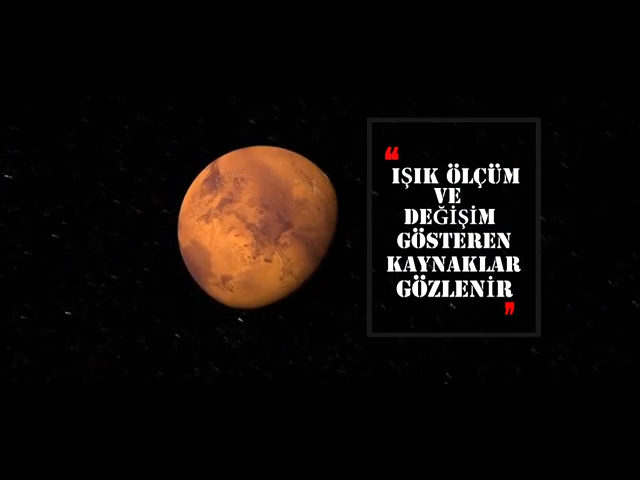 “
IŞIK ÖLÇÜM
VE
DEĞİŞİM
GÖSTEREN
KAYNAKLAR
GÖZLENİR
”